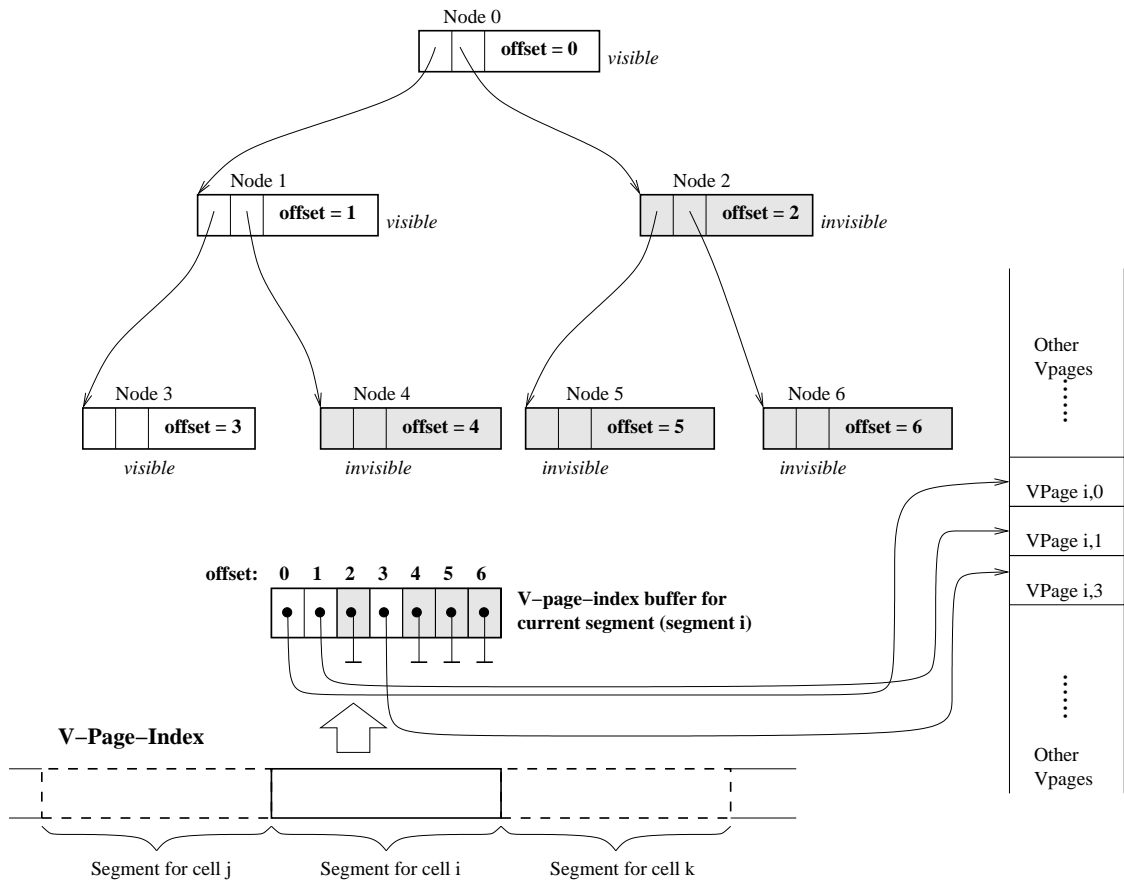 Node 0
offset = 0
visible
Node 1
offset = 1
visible
Node 2
offset = 2
invisible
Node 3
offset = 3
visible
Node 4
offset = 4
invisible
Node 5
offset = 5
invisible
Node 6
offset = 6
invisible
Other
Vpages
VPage i,0
VPage i,1
VPage i,3
Other
Vpages
offset: 0 1 2 3 4 5 6
V-page-index buffer for
current segment (segment i)
V-Page-Index
Segment for cell j
Segment for cell i
Segment for cell k